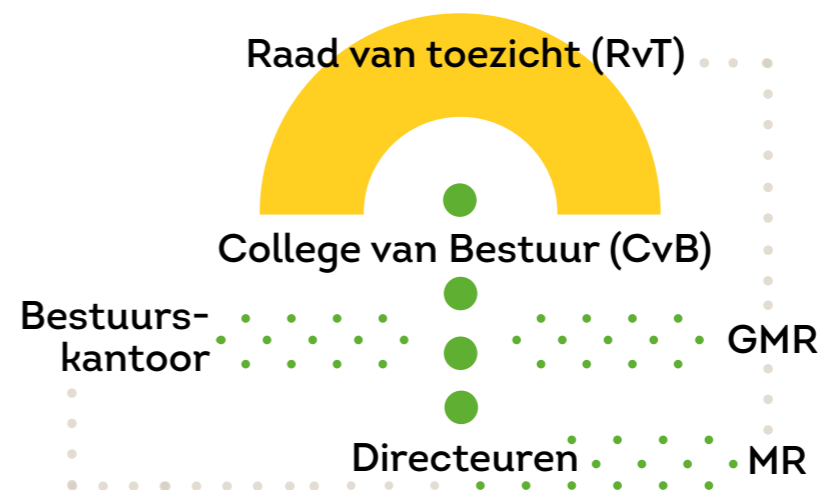 Raad van toezicht (RvT)
College van Bestuur (CvB)
Bestuurs-
kantoor
GMR
Directeuren
MR